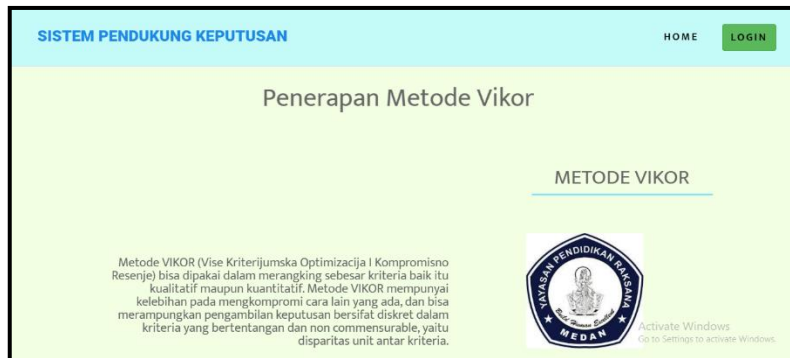 SISTEM PENDUKUNG KEPUTUSAN
HOME
LOGIN
Penerapan Metode Vikor
METODE VIKOR
Metode VIKOR (Vise Kriterijumska Optimizacija I Kompromisno
Resenje) bisa dipakai dalam merangking sebesar kriteria baik itu
kualitatif maupun kuantitatif. Metode VIKOR mempunyai
kelebihan pada mengkompromi cara lain yang ada, dan bisa
merampungkan pengambilan keputusan bersifat diskret dalam
kriteria yang bertentangan dan non commensurable, yaitu
disparitas unit antar kriteria.
YAYASAN PENDIDIKAN RAKSANA
MEDAN
Activate Windows
Go to Settings to activate Windows.